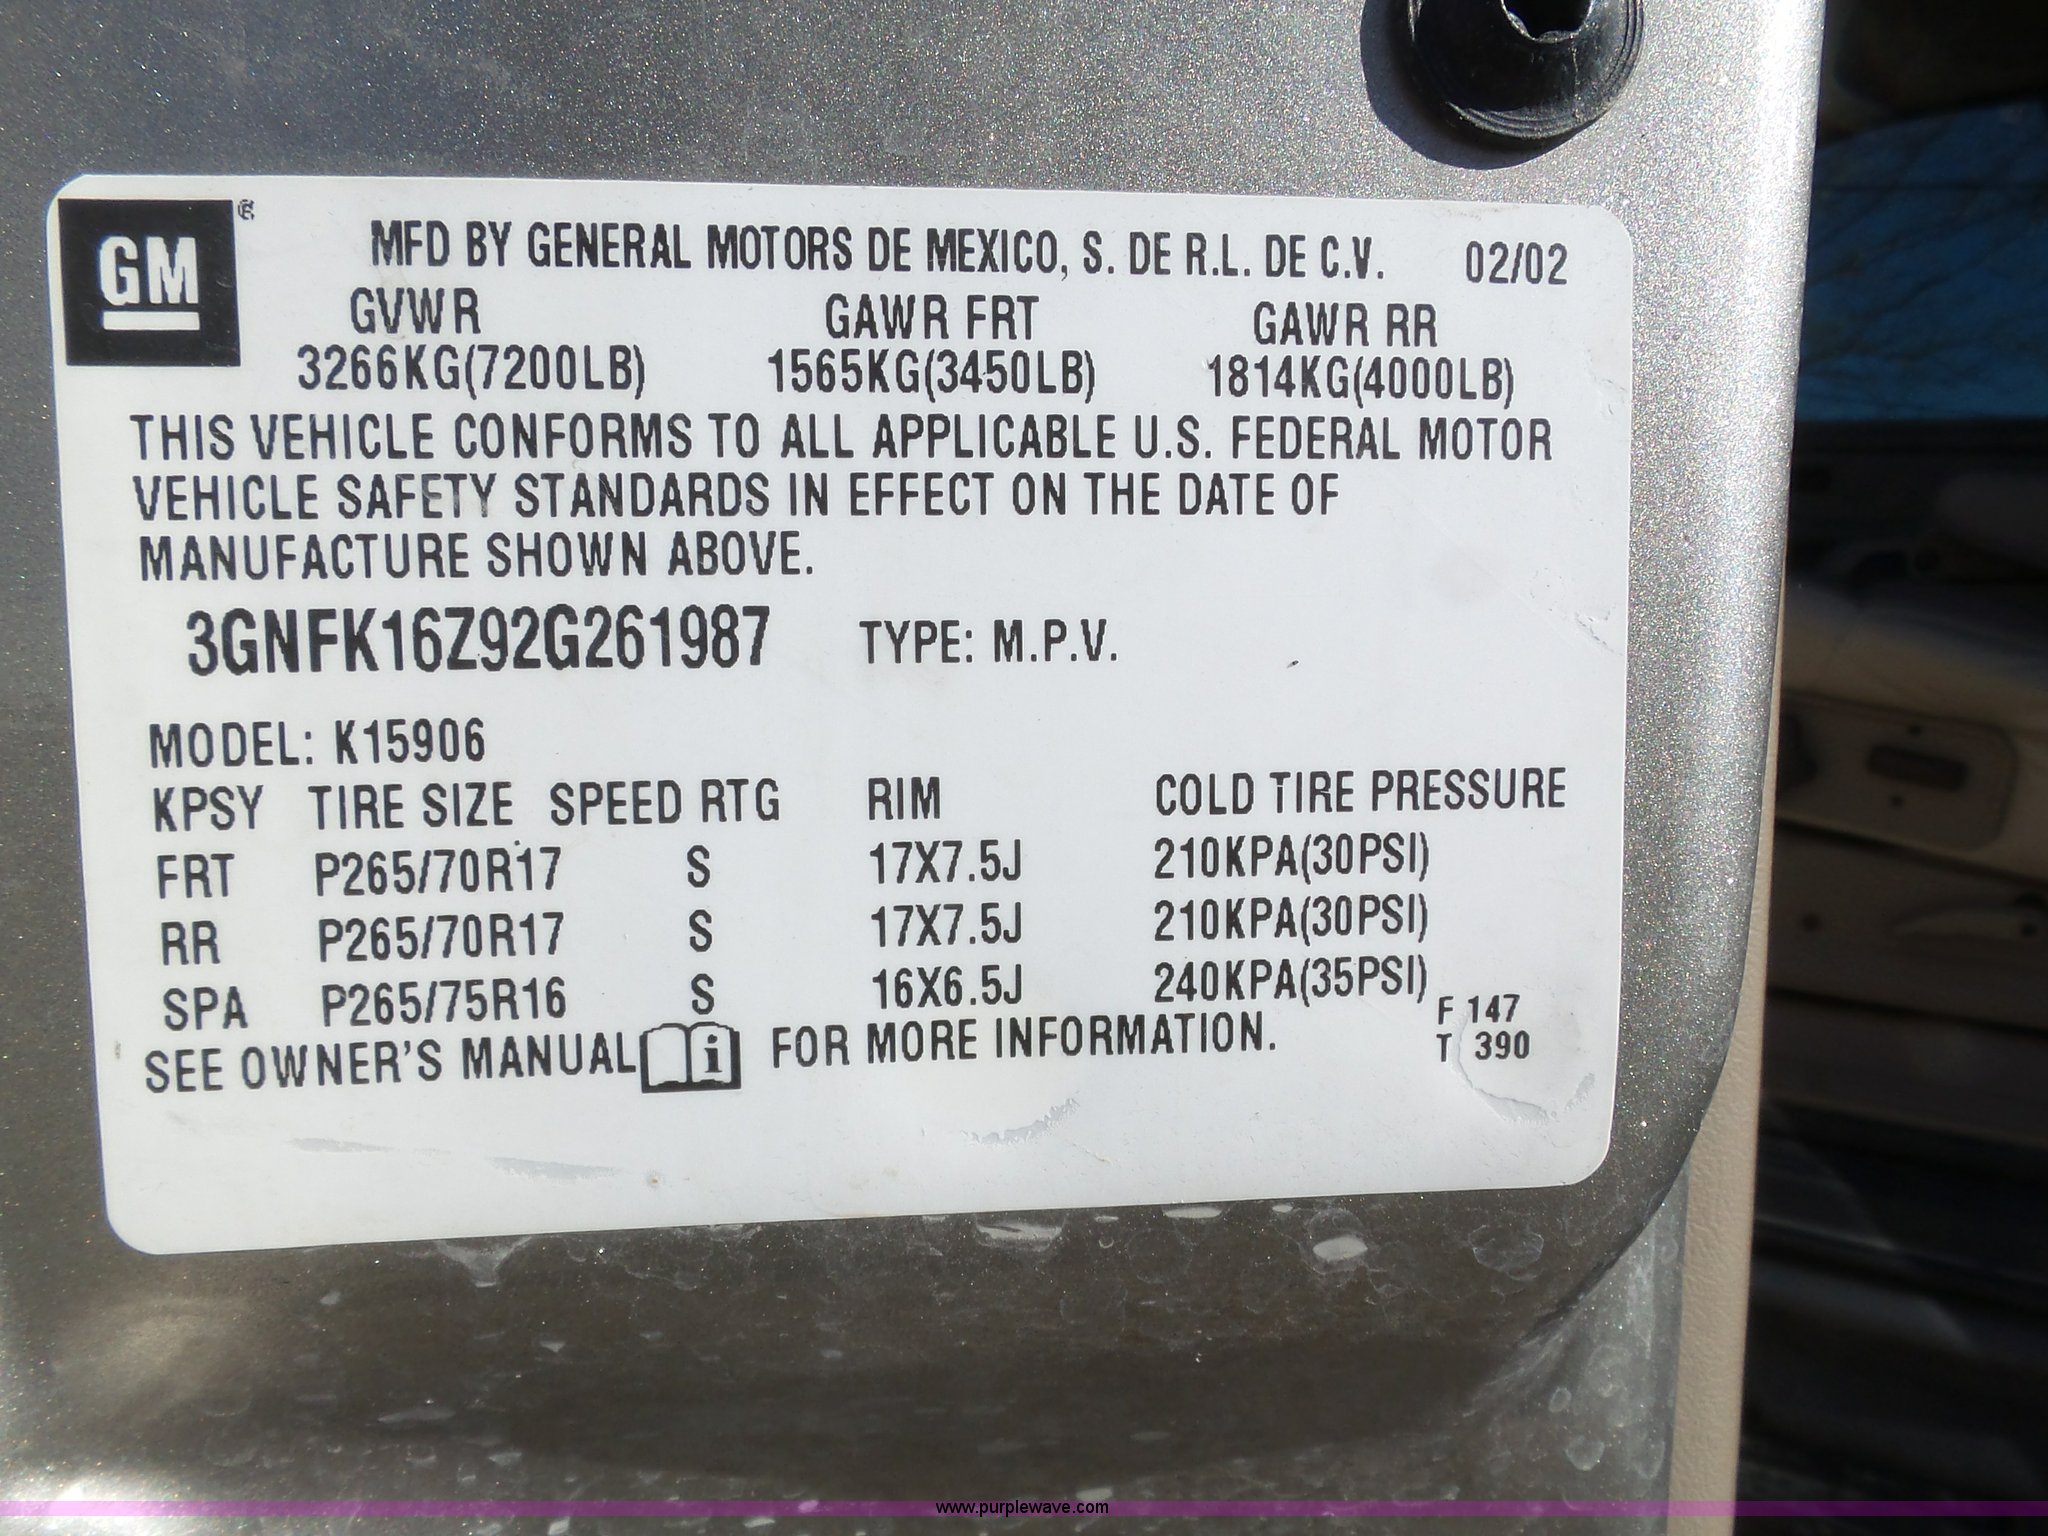 GM
MFD BY GENERAL MOTORS DE MEXICO, S. DE R.L. DE C.V. 02/02
GVWR GAWR FRT GAWR RR
3266KG(7200LB) 1565KG(3450LB) 1814KG(4000LB)
THIS VEHICLE CONFORMS TO ALL APPLICABLE U.S. FEDERAL MOTOR
VEHICLE SAFETY STANDARDS IN EFFECT ON THE DATE OF
MANUFACTURE SHOWN ABOVE.
3GNFK16Z92G261987 TYPE: M.P.V.
MODEL: K15906
KPSY TIRE SIZE SPEED RTG RIM COLD TIRE PRESSURE
FRT P265/70R17 S 17X7.5J 210KPA(30PSI)
RR P265/70R17 S 17X7.5J 210KPA(30PSI)
SPA P265/75R16 S 16X6.5J 240KPA(35PSI)
SEE OWNER'S MANUAL i FOR MORE INFORMATION.
F 147
T 390
www.purplewave.com